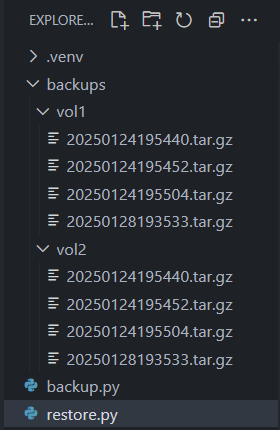 EXPLORE...
.venv
backups
vol1
20250124195440.tar.gz
20250124195452.tar.gz
20250124195504.tar.gz
20250128193533.tar.gz
vol2
20250124195440.tar.gz
20250124195452.tar.gz
20250124195504.tar.gz
20250128193533.tar.gz
backup.py
restore.py